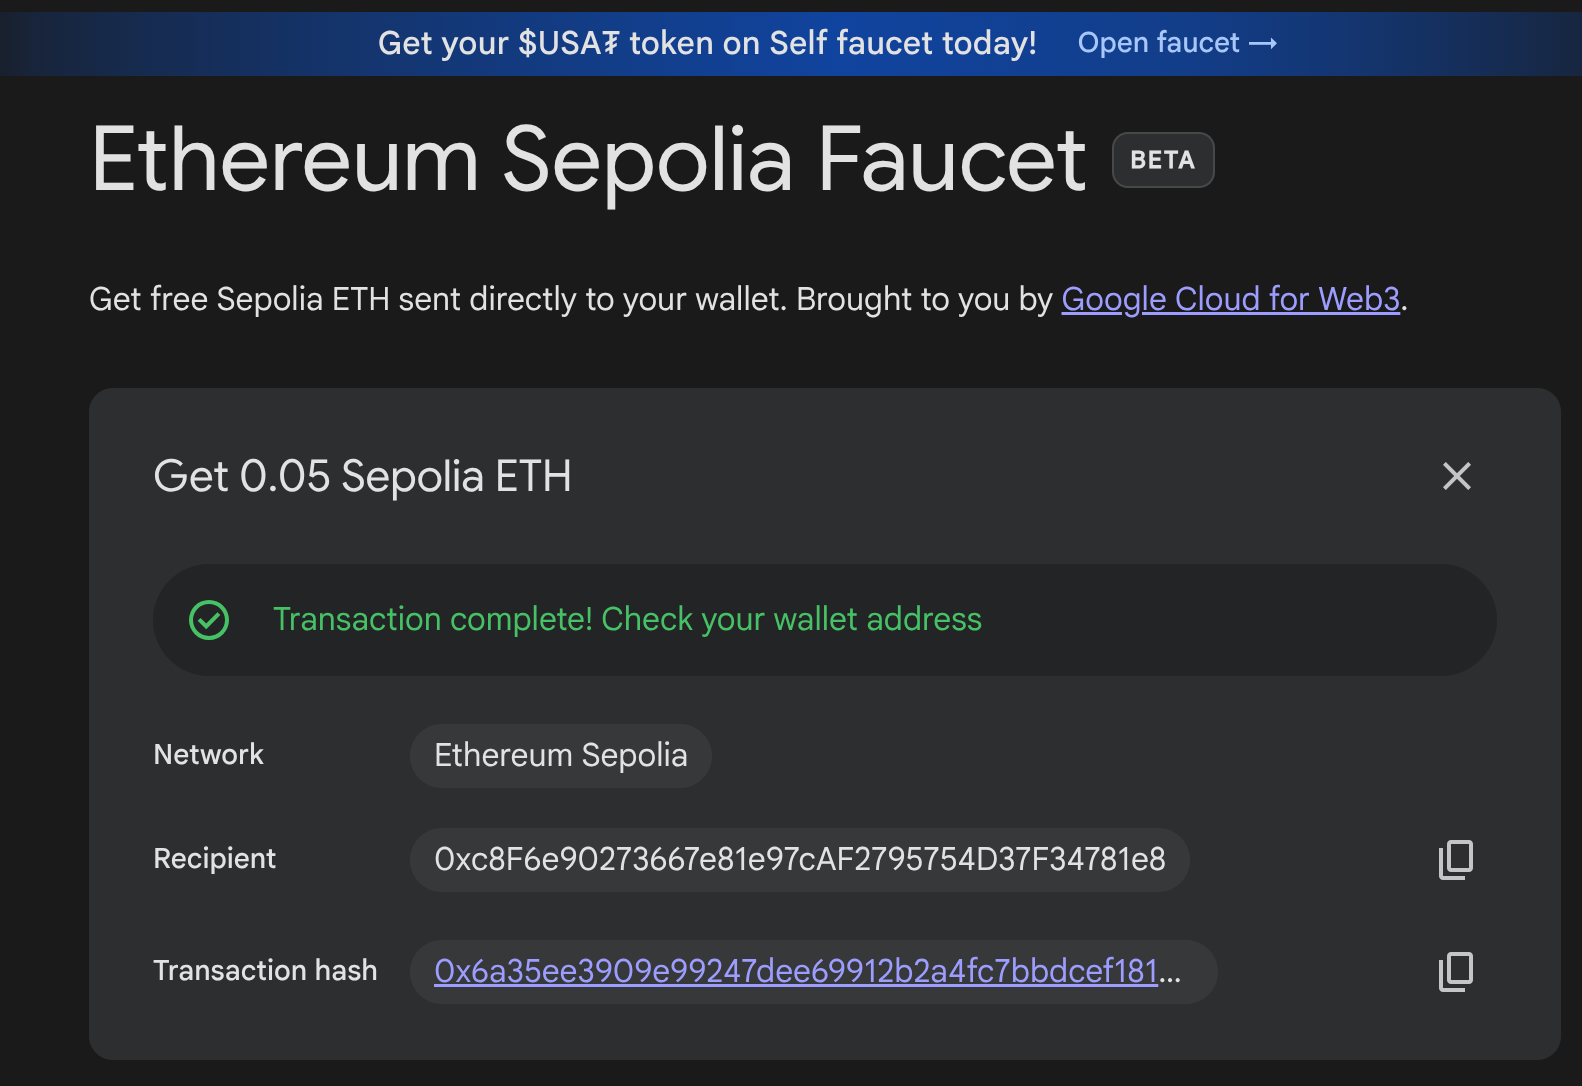 Get your $USA₮ token on Self faucet today! Open faucet →
Ethereum Sepolia Faucet BETA
Get free Sepolia ETH sent directly to your wallet. Brought to you by Google Cloud for Web3.
Get 0.05 Sepolia ETH
Transaction complete! Check your wallet address
Network Ethereum Sepolia
Recipient 0xc8F6e90273667e81e97cAF2795754D37F34781e8
Transaction hash 0x6a35ee3909e99247dee69912b2a4fc7bbdcef181...